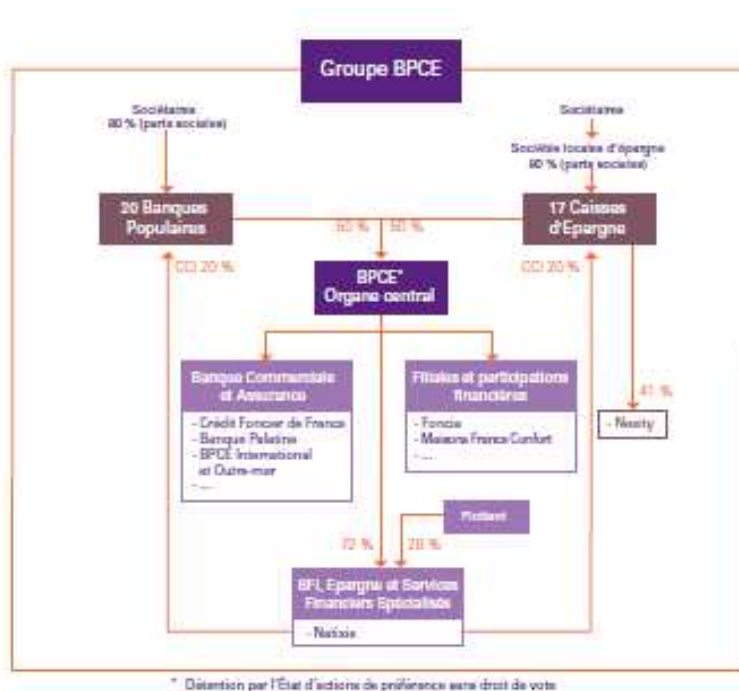 Groupe BPCE
Sociétaires
80 % (parts sociales)
Sociétaires
Société locales d'épargne
80 % (parts sociales)
20 Banques
Populaires
17 Caisses
d'Epargne
50 %
50 %
CCI 20 %
CCI 20 %
BPCE*
Organe central
Banque Commerciale
et Assurance
- Crédit Foncier de France
- Banque Palatine
- BPCE International
et Outre-mer
- ....
Filiales et participations
financières
- Foncia
- Maisons France Confort
- ....
41 %
- Nexity
Flottant
72 %
28 %
BFI, Epargne et Services
Financiers Spécialisés
- Natixis
* Détention par l'État d'actions de préférence sans droit de vote